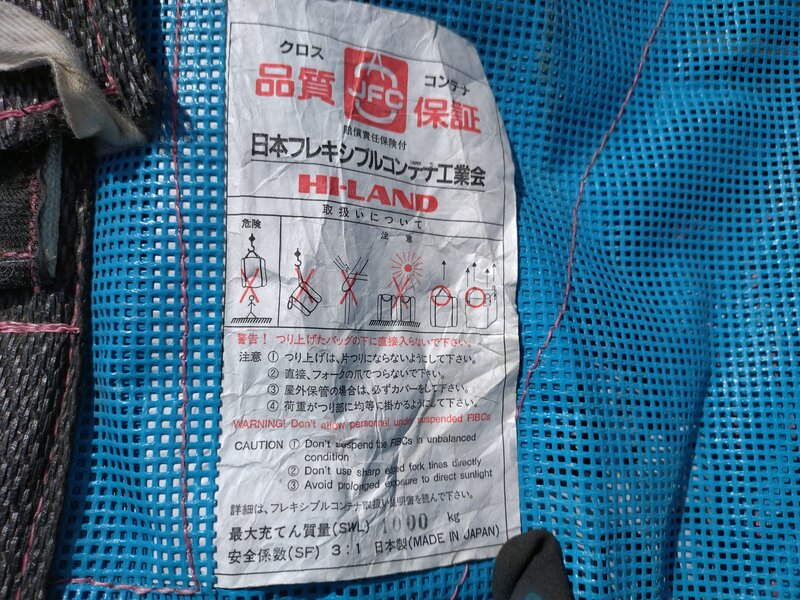 クロス コンテナ
品質 JFC 保証
賠償責任保険付
日本フレキシブルコンテナ工業会
HI-LAND
取扱いについて
危険 注意
警告! つり上げたバッグの下に直接入らないで下さい。
注意 ① つり上げは、片つりにならないようにして下さい。
② 直接、フォークの爪でつらないで下さい。
③ 屋外保管の場合は、必ずカバーをして下さい。
④ 荷重がつり部に均等に掛かるようにして下さい。
WARNING! Don't allow personnel under suspended FIBCs
CAUTION ① Don't suspend the FIBCs in unbalanced
condition
② Don't use sharp eged fork tines directly
③ Avoid prolonged exposure to direct sunlight
詳細は、フレキシブルコンテナ取扱い説明書を読んで下さい。
最大充てん質量(SWL) 1000 kg
安全係数(SF) 3:1 日本製(MADE IN JAPAN)